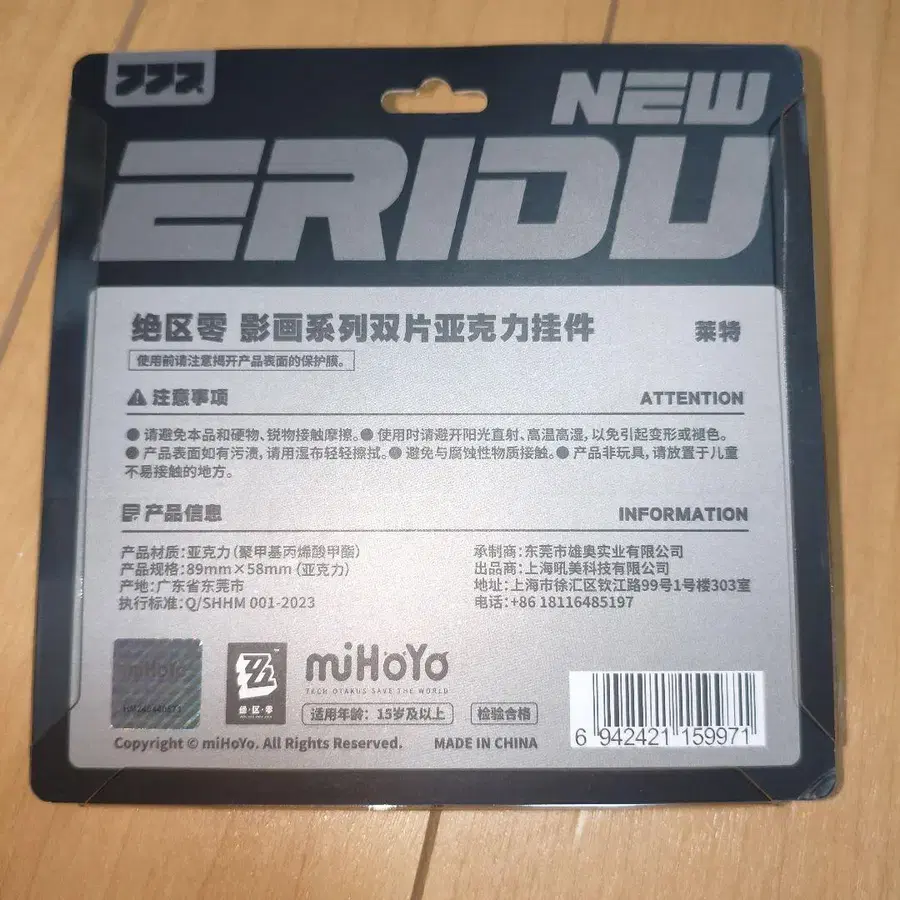 NEW
ERIDU
绝区零 影画系列双片亚克力挂件 莱特
使用前请注意揭开产品表面的保护膜。
注意事项 ATTENTION
● 请避免本品和硬物、锐物接触摩擦。● 使用时请避开阳光直射、高温高湿，以免引起变形或褪色。
● 产品表面如有污渍，请用湿布轻轻擦拭。● 避免与腐蚀性物质接触。● 产品非玩具，请放置于儿童
不易接触的地方。
产品信息 INFORMATION
产品材质：亚克力（聚甲基丙烯酸甲酯） 承制商：东莞市雄奥实业有限公司
产品规格：89mm×58mm（亚克力） 出品商：上海吼美科技有限公司
产地：广东省东莞市 地址：上海市徐汇区钦江路99号1号楼303室
执行标准：Q/SHHM 001-2023 电话：+86 18116485197
miHoYo
miHoYo
TECH OTAKUS SAVE THE WORLD
绝·区·零
适用年龄：15岁及以上 检验合格
Copyright © miHoYo. All Rights Reserved. MADE IN CHINA
6 942421 159971